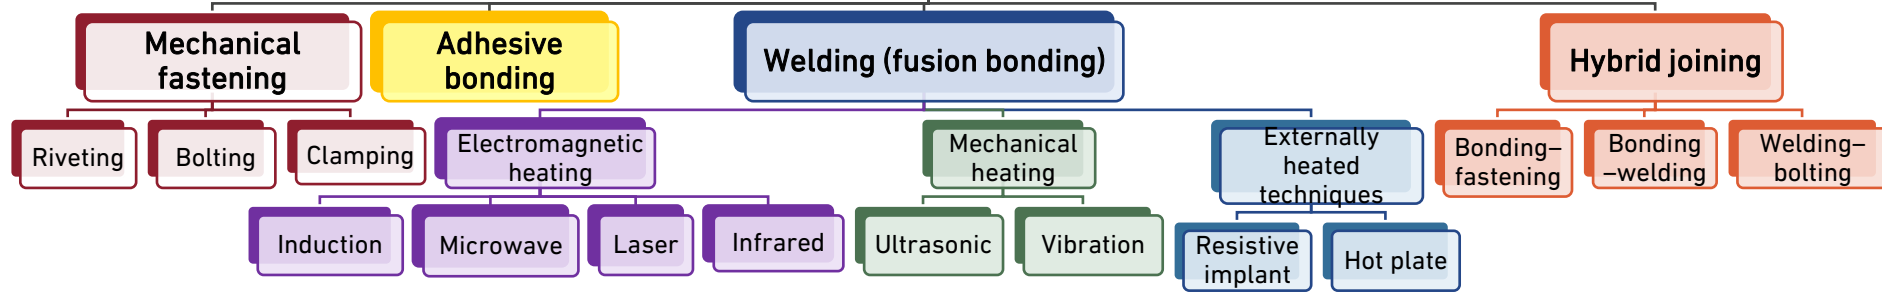 Mechanical
fastening
Adhesive
bonding
Welding (fusion bonding)
Hybrid joining
Riveting
Bolting
Clamping
Electromagnetic
heating
Mechanical
heating
Externally
heated
techniques
Bonding–
fastening
Bonding
–welding
Welding–
bolting
Induction
Microwave
Laser
Infrared
Ultrasonic
Vibration
Resistive
implant
Hot plate